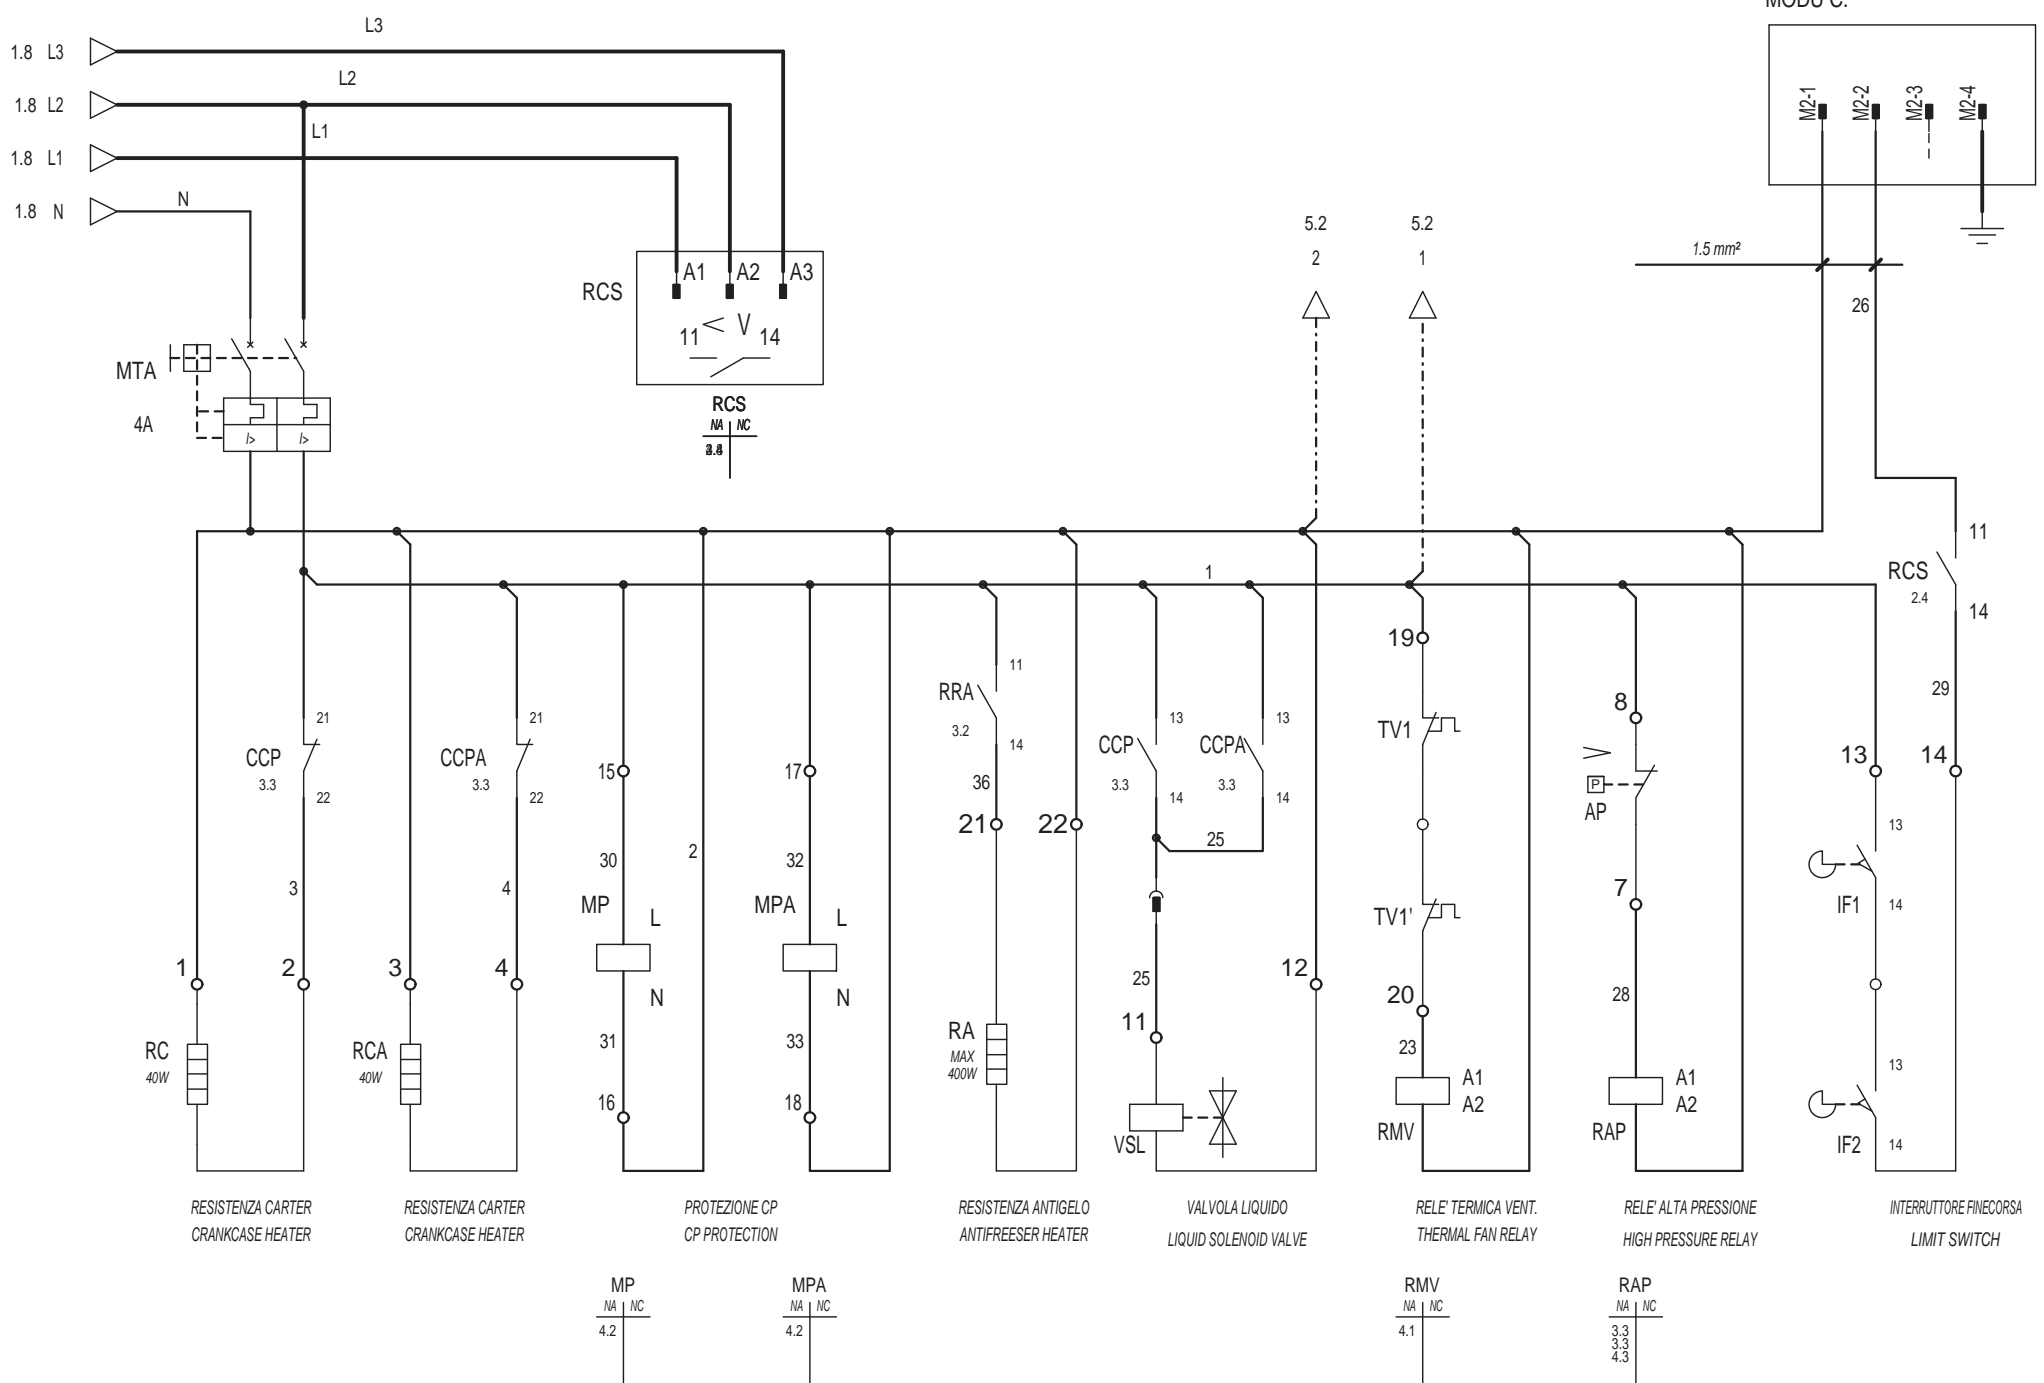 MODU C.
L3
1.8 L3
L2
1.8 L2
L1
1.8 L1
N
1.8 N
M2-1
M2-2
M2-3
M2-4
5.2
2
5.2
1
1.5 mm²
26
RCS
A1
A2
A3
< V
11
14
MTA
4A
I>
I>
RCS
NA NC
1
11
RCS
2.4
14
29
CCP
3.3
21
22
3
CCPA
3.3
21
22
4
15
30
MP
L
N
31
16
2
17
32
MPA
L
N
33
18
RRA
3.2
11
14
36
21
22
RA
MAX
400W
CCP
3.3
13
14
CCPA
3.3
13
14
25
25
11
12
VSL
19
TV1
TV1'
20
23
A1
A2
RMV
8
P
AP
7
28
A1
A2
RAP
13
14
13
IF1
14
13
IF2
14
1
2
3
4
RC
40W
RCA
40W
RESISTENZA CARTER
CRANKCASE HEATER
RESISTENZA CARTER
CRANKCASE HEATER
PROTEZIONE CP
CP PROTECTION
RESISTENZA ANTIGELO
ANTIFREESER HEATER
VALVOLA LIQUIDO
LIQUID SOLENOID VALVE
RELE' TERMICA VENT.
THERMAL FAN RELAY
RELE' ALTA PRESSIONE
HIGH PRESSURE RELAY
INTERRUTTORE FINECORSA
LIMIT SWITCH
MP
NA NC
4.2
MPA
NA NC
4.2
RMV
NA NC
4.1
RAP
NA NC
3.3
3.3
4.3